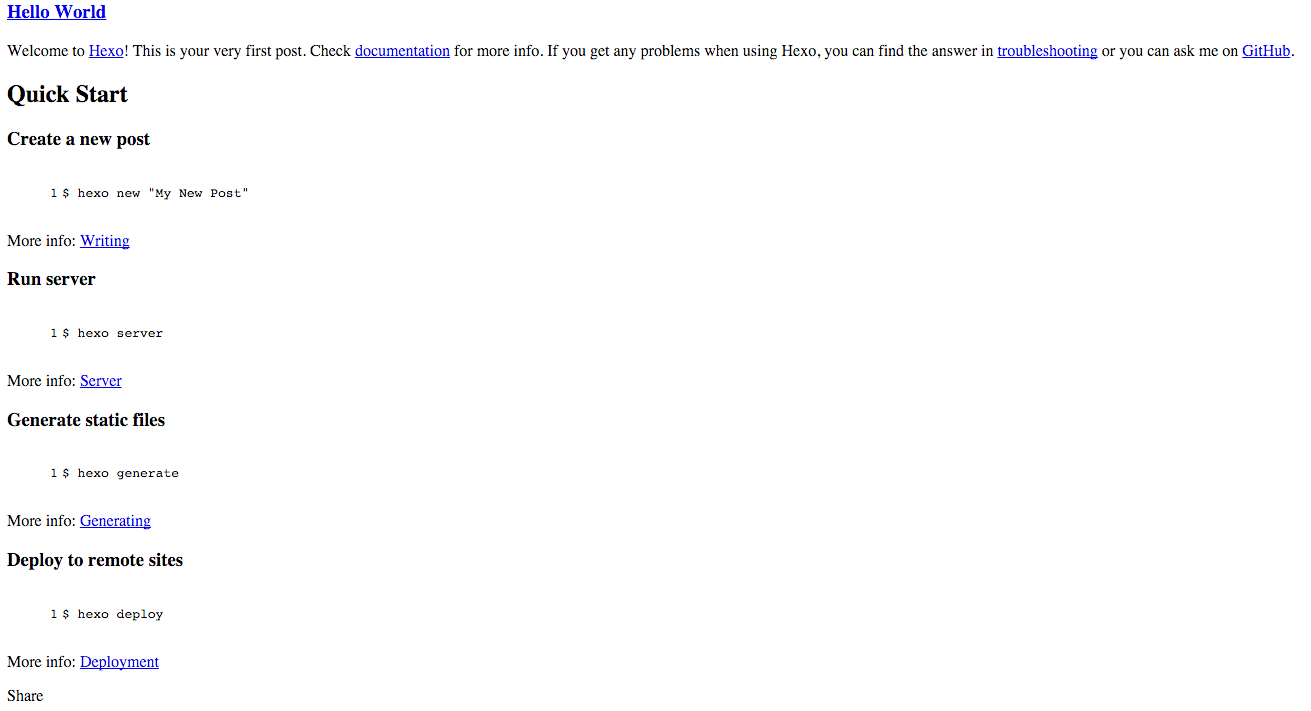 Hello World
Welcome to Hexo! This is your very first post. Check documentation for more info. If you get any problems when using Hexo, you can find the answer in troubleshooting or you can ask me on GitHub.
Quick Start
Create a new post
1 $ hexo new "My New Post"
More info: Writing
Run server
1 $ hexo server
More info: Server
Generate static files
1 $ hexo generate
More info: Generating
Deploy to remote sites
1 $ hexo deploy
More info: Deployment
Share